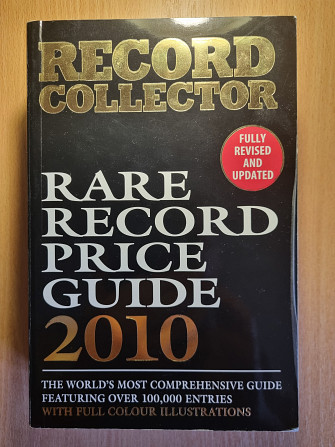 RECORD
COLLECTOR
FULLY
REVISED
AND
UPDATED
RARE
RECORD
PRICE
GUIDE
2010
THE WORLD'S MOST COMPREHENSIVE GUIDE
FEATURING OVER 100,000 ENTRIES
WITH FULL COLOUR ILLUSTRATIONS